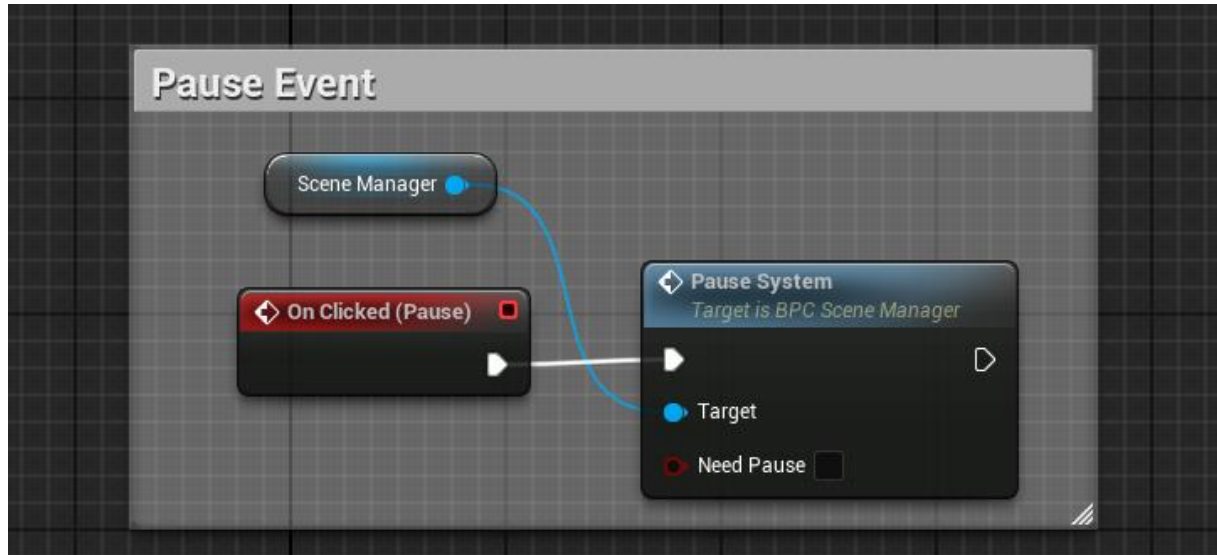 Pause Event
Scene Manager
On Clicked (Pause)
Pause System
Target is BPC Scene Manager
Target
Need Pause